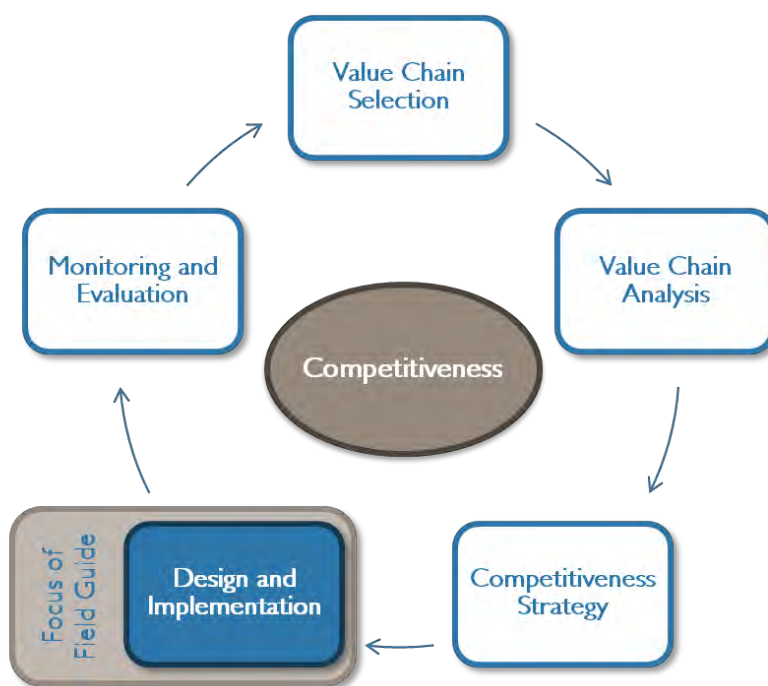 Value Chain
Selection
Value Chain
Analysis
Competitiveness
Strategy
Design and
Implementation
Focus of
Field Guide
Monitoring and
Evaluation
Competitiveness